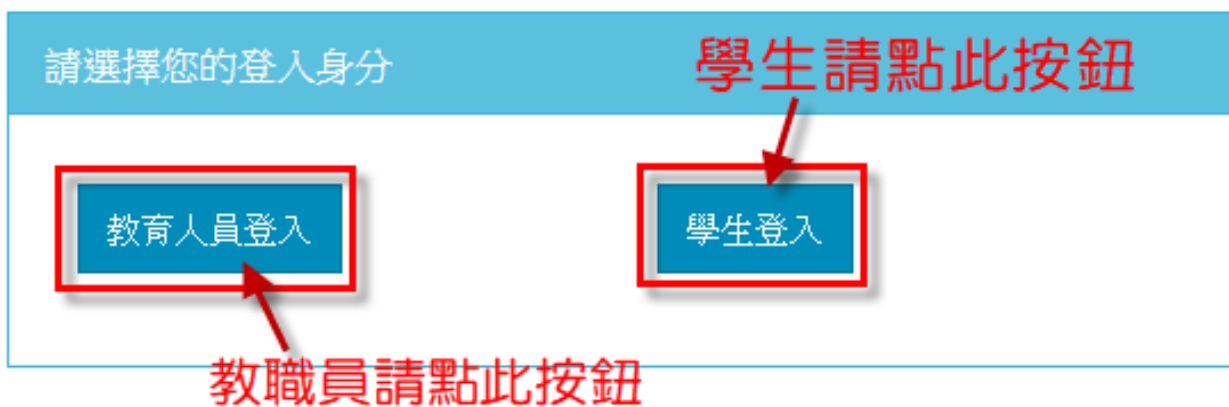 請選擇您的登入身分
學生請點此按鈕
教育人員登入
學生登入
教職員請點此按鈕